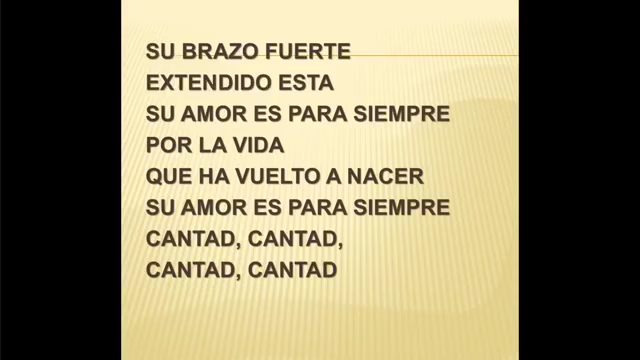 SU BRAZO FUERTE
EXTENDIDO ESTA
SU AMOR ES PARA SIEMPRE
POR LA VIDA
QUE HA VUELTO A NACER
SU AMOR ES PARA SIEMPRE
CANTAD, CANTAD,
CANTAD, CANTAD